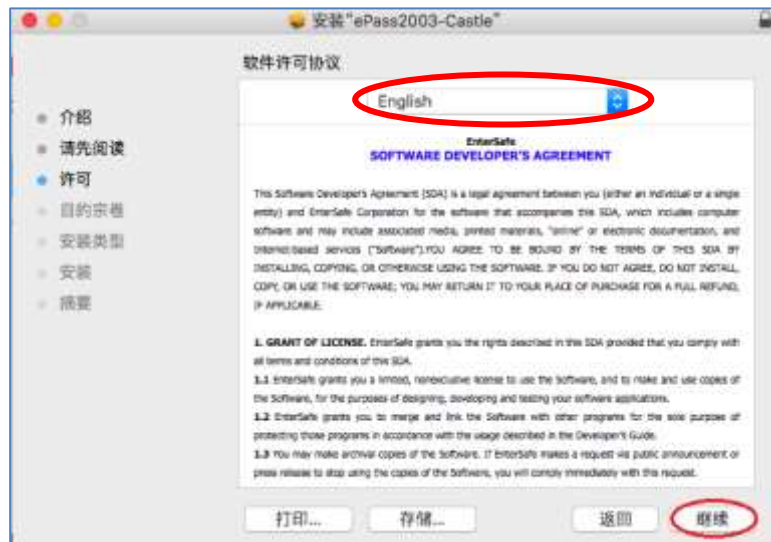 安装"ePass2003-Castle"
软件许可协议
介绍
请先阅读
许可
目的宗卷
安装类型
安装
摘要
English
EnterSafe
SOFTWARE DEVELOPER'S AGREEMENT
This Software Developer's Agreement (SDA) is a legal agreement between you (either an individual or a single
entity) and EnterSafe Corporation for the software that accompanies this SDA, which includes computer
software and may include associated media, printed materials, "online" or electronic documentation, and
Internet-based services ("Software").YOU AGREE TO BE BOUND BY THE TERMS OF THIS SDA BY
INSTALLING, COPYING, OR OTHERWISE USING THE SOFTWARE. IF YOU DO NOT AGREE, DO NOT INSTALL,
COPY, OR USE THE SOFTWARE; YOU MAY RETURN IT TO YOUR PLACE OF PURCHASE FOR A FULL REFUND,
IF APPLICABLE.
1. GRANT OF LICENSE. EnterSafe grants you the rights described in this SDA provided that you comply with
all terms and conditions of this SDA.
1.1 EnterSafe grants you a limited, nonexclusive license to use the Software, and to make and use copies of
the Software, for the purposes of designing, developing and testing your software applications.
1.2 EnterSafe grants you to merge and link the Software with other programs for the sole purpose of
protecting those programs in accordance with the usage described in the Developer's Guide.
1.3 You may make archival copies of the Software. If EnterSafe makes a request via public announcement or
press release to stop using the copies of the Software, you will comply immediately with this request.
打印...
存储...
返回
继续